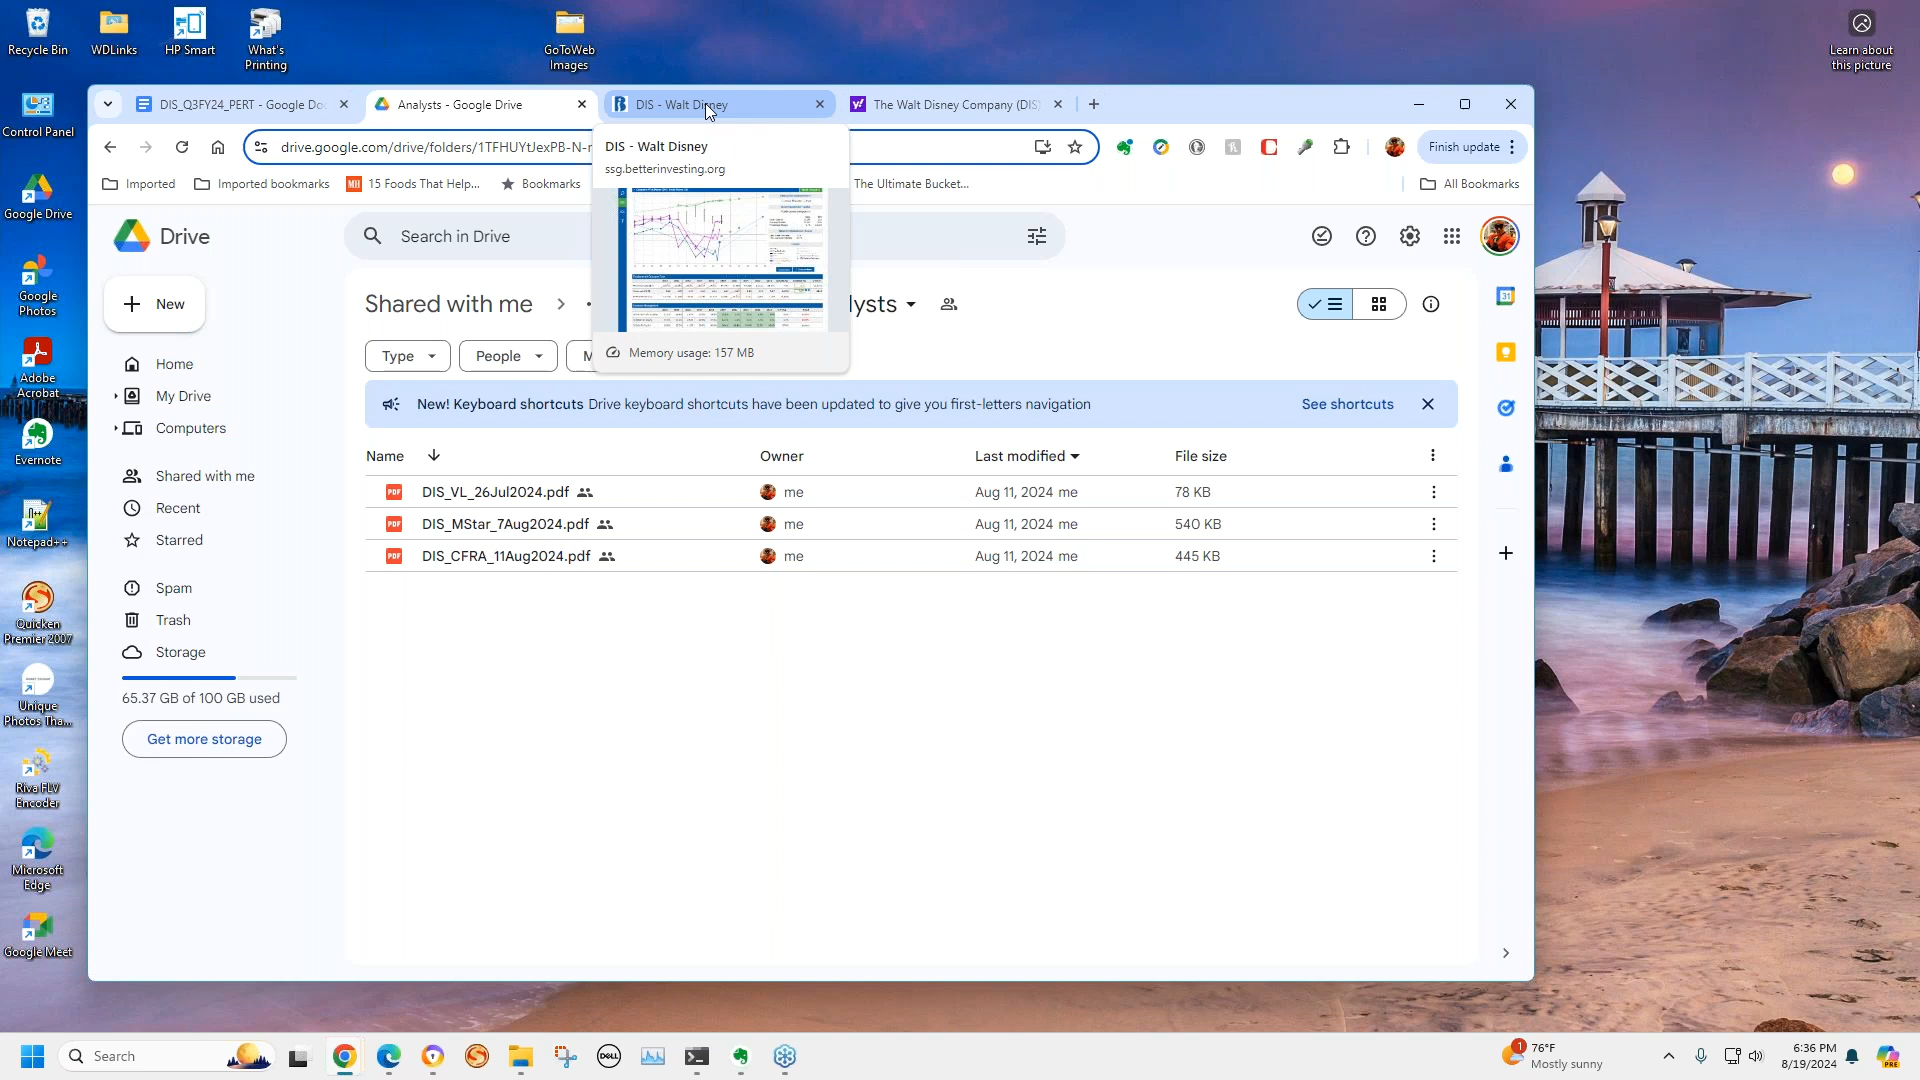 Recycle Bin
WDLinks
HP Smart
What's
Printing
GoToWeb
Images
Learn about
this picture
Control Panel
Google Drive
Google
Photos
Adobe
Acrobat
Evernote
Notepad++
Quicken
Premier 2007
Unique
Photos Tha...
Riva FLV
Encoder
Microsoft
Edge
Google Meet
DIS_Q3FY24_PERT - Google Do
Analysts - Google Drive
DIS - Walt Disney
The Walt Disney Company (DIS)
drive.google.com/drive/folders/1TFHUYtJexPB-N-r
Finish update
Imported
Imported bookmarks
MH 15 Foods That Help...
Bookmarks
The Ultimate Bucket...
All Bookmarks
DIS - Walt Disney
ssg.betterinvesting.org
Memory usage: 157 MB
Drive
Search in Drive
New
Shared with me
lysts
Type
People
M
Home
My Drive
Computers
Shared with me
Recent
Starred
Spam
Trash
Storage
65.37 GB of 100 GB used
Get more storage
New! Keyboard shortcuts Drive keyboard shortcuts have been updated to give you first-letters navigation
See shortcuts
Name
Owner
Last modified
File size
PDF DIS_VL_26Jul2024.pdf
me
Aug 11, 2024 me
78 KB
PDF DIS_MStar_7Aug2024.pdf
me
Aug 11, 2024 me
540 KB
PDF DIS_CFRA_11Aug2024.pdf
me
Aug 11, 2024 me
445 KB
31
Search
DELL
1
76°F
Mostly sunny
6:36 PM
8/19/2024
PRE